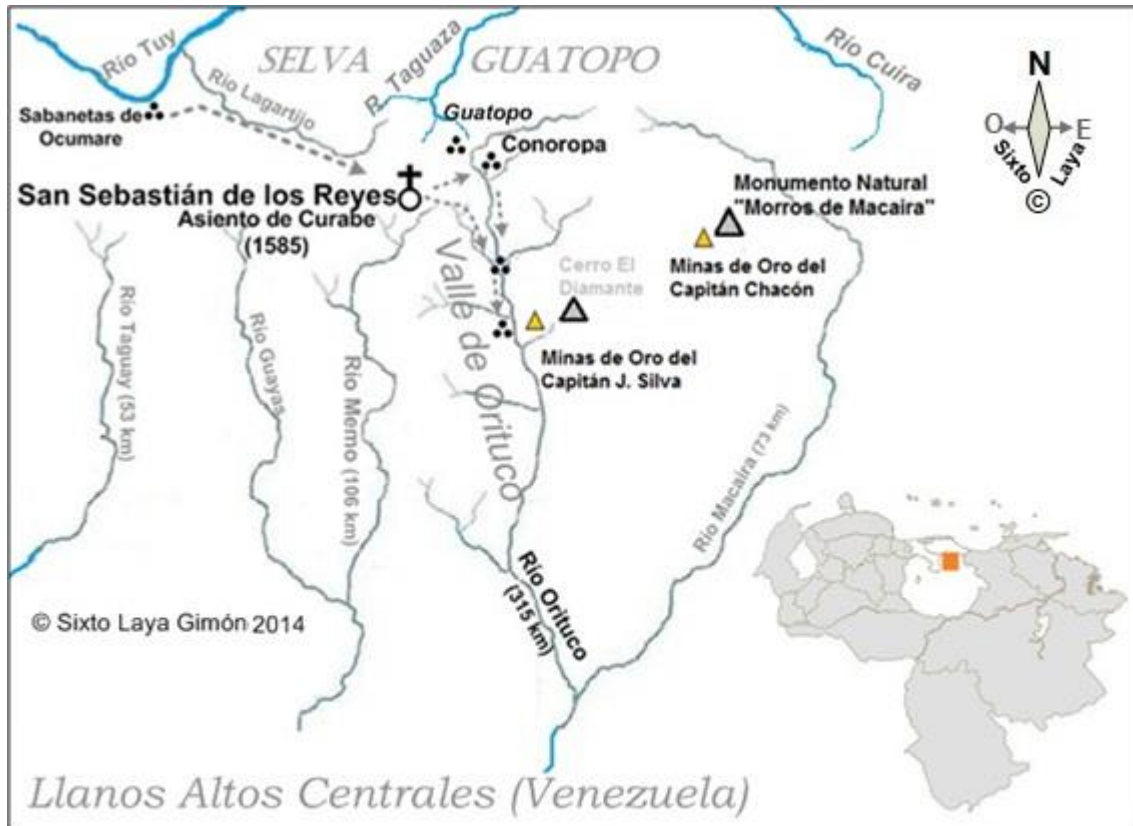 Río Tuy
SELVA GUATOPO
R. Taguaza
Río Cuira
Río Lagartijo
Sabanetas de
Ocumare
Guatopo
Conoropa
N
O E
Sixto Laya
©
San Sebastián de los Reyes
Asiento de Curabe
(1585)
Monumento Natural
"Morros de Macaira"
Minas de Oro del
Capitán Chacón
Cerro El
Diamante
Minas de Oro del
Capitán J. Silva
Valle de Orituco
Río Taguay (53 km)
Río Guayas
Río Memo (106 km)
Río Macaira (73 km)
Río Orituco
(315 km)
© Sixto Laya Gimón 2014
Llanos Altos Centrales (Venezuela)